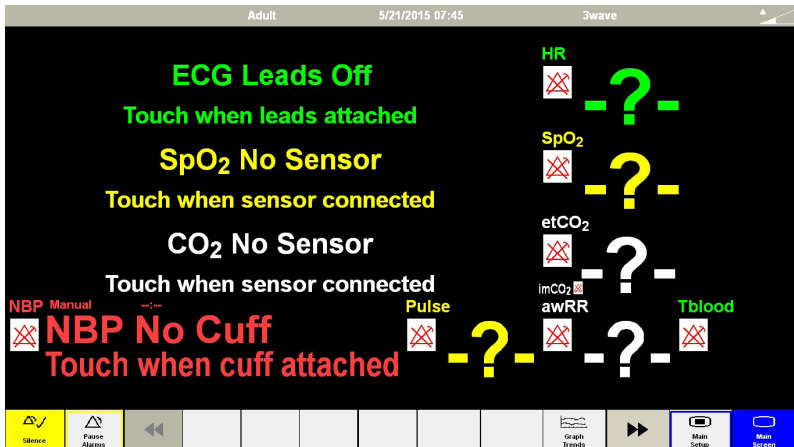 Adult 5/21/2015 07:45 3wave
ECG Leads Off
Touch when leads attached
HR
-?-
SpO2 No Sensor
Touch when sensor connected
SpO2
-?-
CO2 No Sensor
Touch when sensor connected
etCO2
-?-
imCO2
NBP Manual --:--
NBP No Cuff
Touch when cuff attached
Pulse
-?-
awRR
-?-
Tblood
Silence
Pause
Alarms
Graph
Trends
Main
Setup
Main
Screen